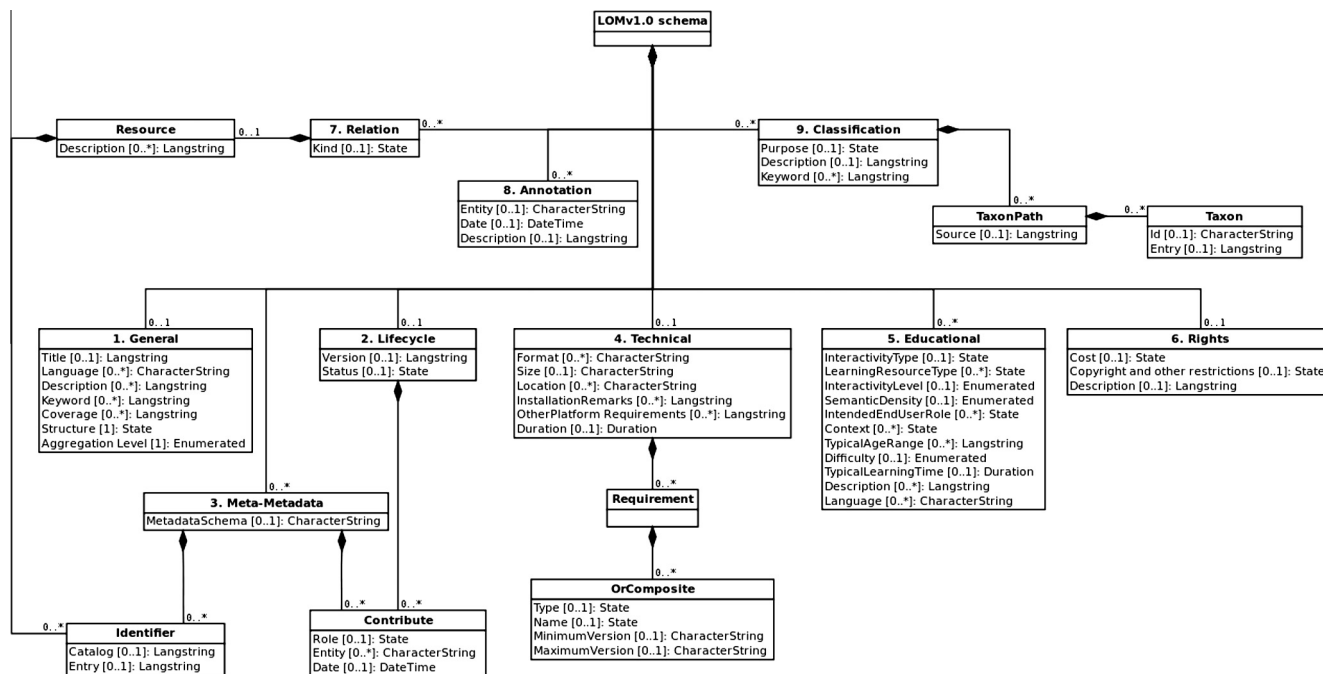 LOMv1.0 schema
Resource
Description [0..*]: Langstring
0..1
7. Relation
Kind [0..1]: State
0..*
0..*
8. Annotation
Entity [0..1]: CharacterString
Date [0..1]: DateTime
Description [0..1]: Langstring
0..*
9. Classification
Purpose [0..1]: State
Description [0..1]: Langstring
Keyword [0..*]: Langstring
0..*
TaxonPath
Source [0..1]: Langstring
0..*
Taxon
Id [0..1]: CharacterString
Entry [0..1]: Langstring
0..1
1. General
Title [0..1]: Langstring
Language [0..*]: CharacterString
Description [0..*]: Langstring
Keyword [0..*]: Langstring
Coverage [0..*]: Langstring
Structure [1]: State
Aggregation Level [1]: Enumerated
0..1
2. Lifecycle
Version [0..1]: Langstring
Status [0..1]: State
0..1
4. Technical
Format [0..*]: CharacterString
Size [0..1]: CharacterString
Location [0..*]: CharacterString
InstallationRemarks [0..*]: Langstring
OtherPlatform Requirements [0..*]: Langstring
Duration [0..1]: Duration
0..*
5. Educational
InteractivityType [0..1]: State
LearningResourceType [0..*]: State
InteractivityLevel [0..1]: Enumerated
SemanticDensity [0..1]: Enumerated
IntendedEndUserRole [0..*]: State
Context [0..*]: State
TypicalAgeRange [0..*]: Langstring
Difficulty [0..1]: Enumerated
TypicalLearningTime [0..1]: Duration
Description [0..*]: Langstring
Language [0..*]: CharacterString
0..1
6. Rights
Cost [0..1]: State
Copyright and other restrictions [0..1]: State
Description [0..1]: Langstring
0..*
3. Meta-Metadata
MetadataSchema [0..1]: CharacterString
0..*
Requirement
0..*
OrComposite
Type [0..1]: State
Name [0..1]: State
MinimumVersion [0..1]: CharacterString
MaximumVersion [0..1]: CharacterString
0..*
0..*
Identifier
Catalog [0..1]: Langstring
Entry [0..1]: Langstring
0..*
0..*
Contribute
Role [0..1]: State
Entity [0..*]: CharacterString
Date [0..1]: DateTime